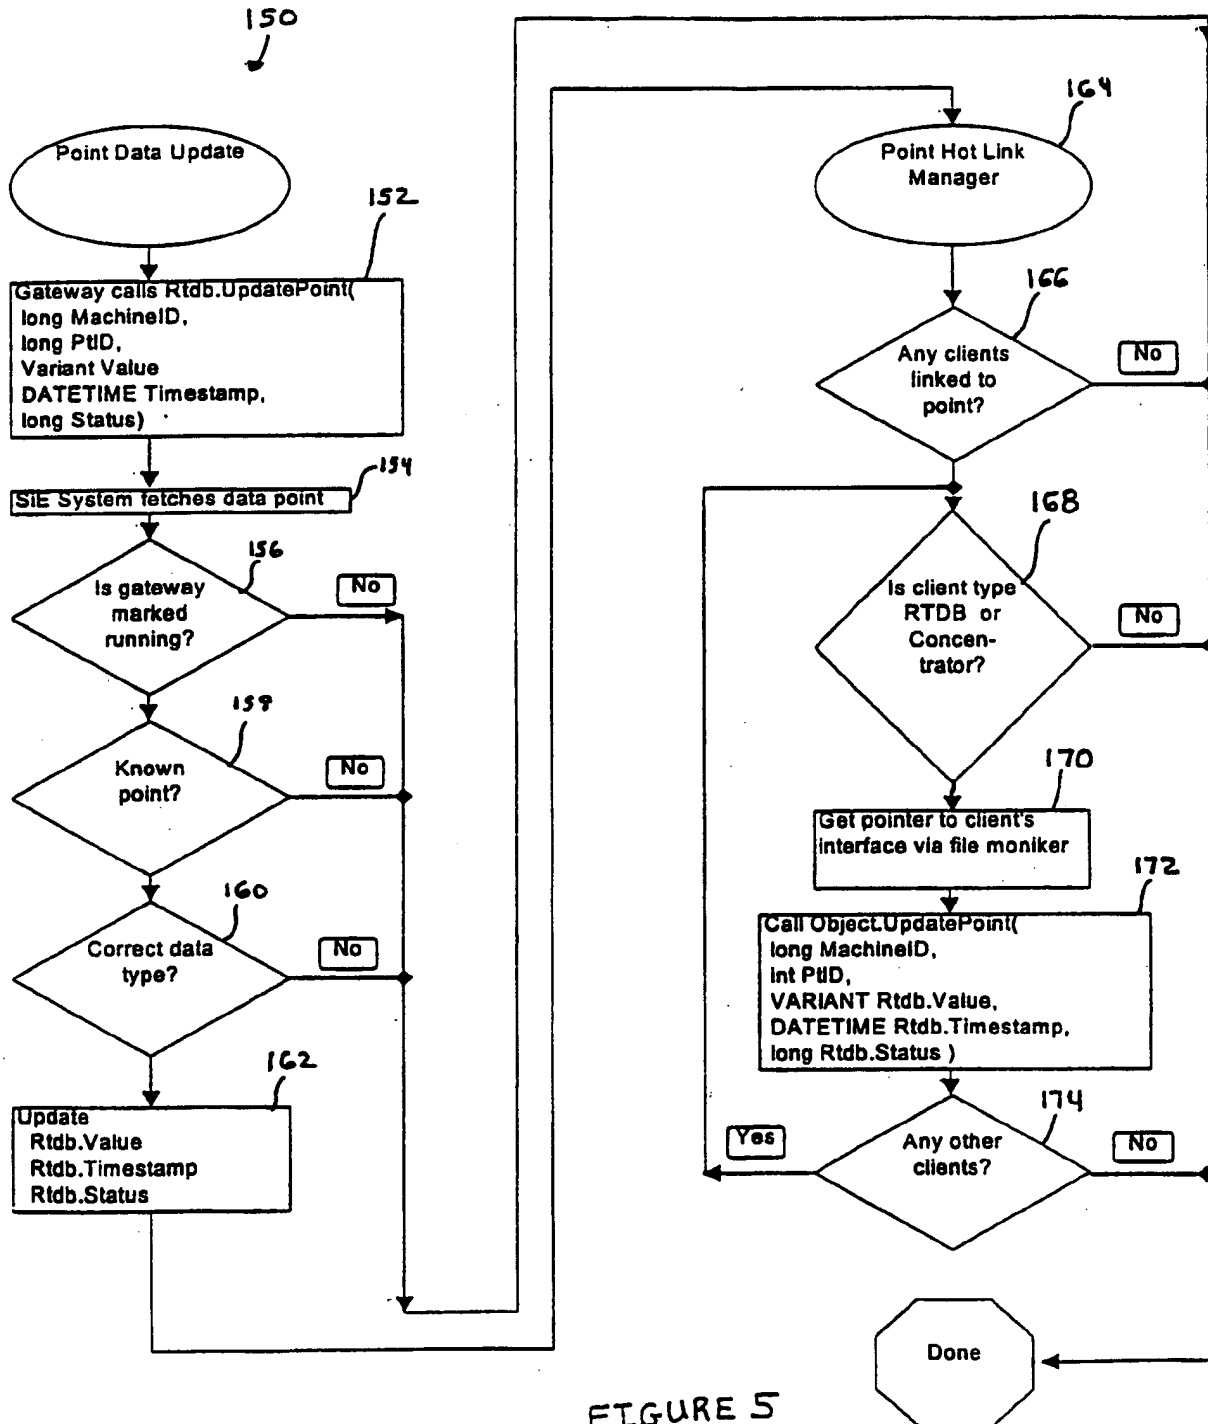 150
Point Data Update
152
Gateway calls Rtdb.UpdatePoint(
long MachineID,
long PtID,
Variant Value
DATETIME Timestamp,
long Status)
154
SIE System fetches data point
156
Is gateway
marked
running?
No
159
Known
point?
No
160
Correct data
type?
No
162
Update
Rtdb.Value
Rtdb.Timestamp
Rtdb.Status
164
Point Hot Link
Manager
166
Any clients
linked to
point?
No
168
Is client type
RTDB or
Concen-
trator?
No
170
Get pointer to client's
interface via file moniker
172
Call Object.UpdatePoint(
long MachineID,
int PtID,
VARIANT Rtdb.Value,
DATETIME Rtdb.Timestamp,
long Rtdb.Status )
174
Any other
clients?
Yes
No
Done
FIGURE 5